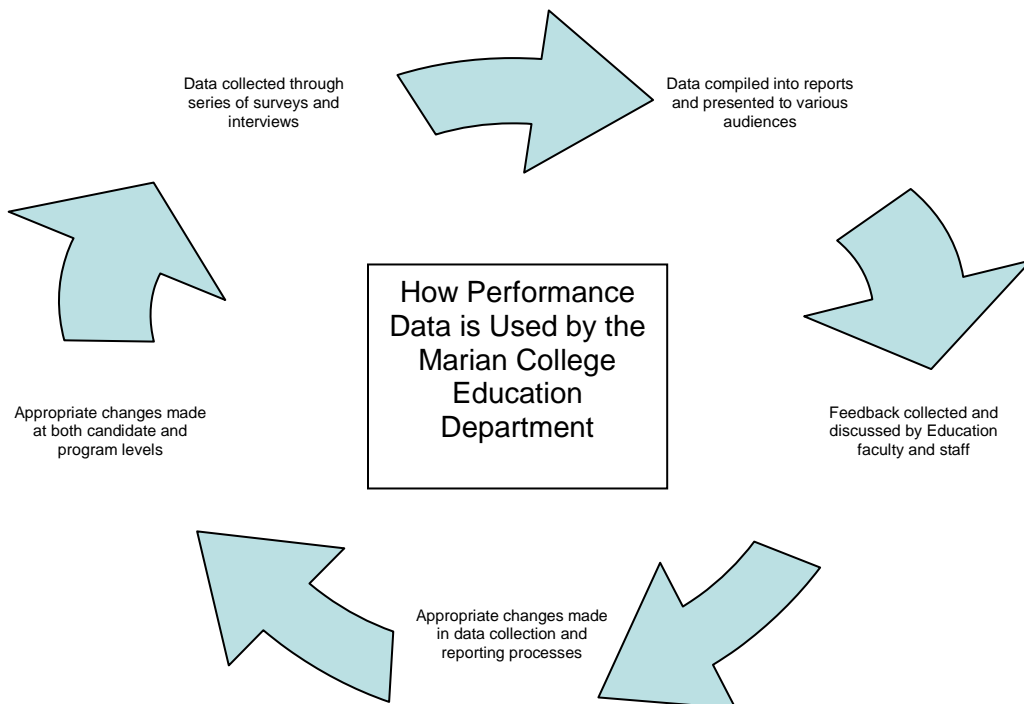 Data collected through
series of surveys and
interviews
Data compiled into reports
and presented to various
audiences
How Performance
Data is Used by the
Marian College
Education
Department
Appropriate changes made
at both candidate and
program levels
Feedback collected and
discussed by Education
faculty and staff
Appropriate changes made
in data collection and
reporting processes